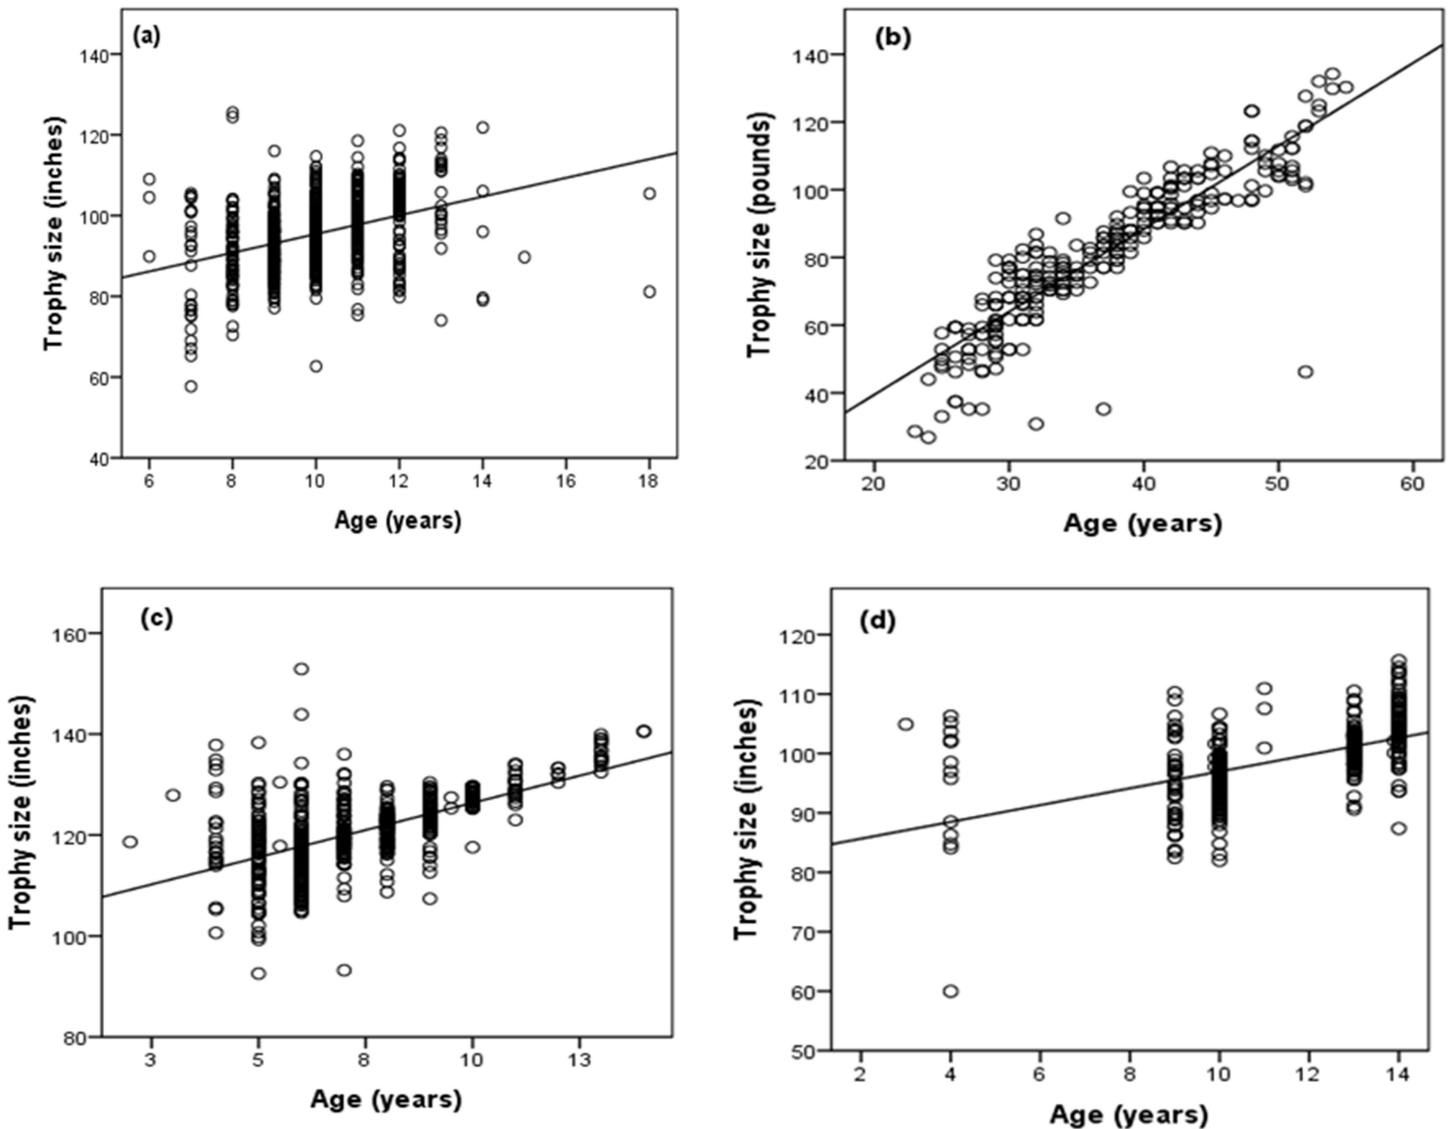 (a)
140
120
100
80
60
40
6 8 10 12 14 16 18
Trophy size (inches)
Age (years)
(b)
140
120
100
80
60
40
20
20 30 40 50 60
Trophy size (pounds)
Age (years)
(c)
160
140
120
100
80
3 5 8 10 13
Trophy size (inches)
Age (years)
(d)
120
110
100
90
80
70
60
50
2 4 6 8 10 12 14
Trophy size (inches)
Age (years)